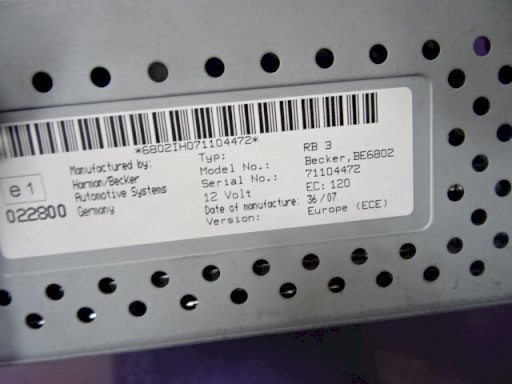 *6802IH071104472*
e1
022800
Manufactured by:
Harman/Becker
Automotive Systems
Germany
Typ: RB 3
Model No.: Becker, BE6802
Serial No.: 71104472
12 Volt EC: 120
Date of manufacture: 36/07
Version: Europe (ECE)